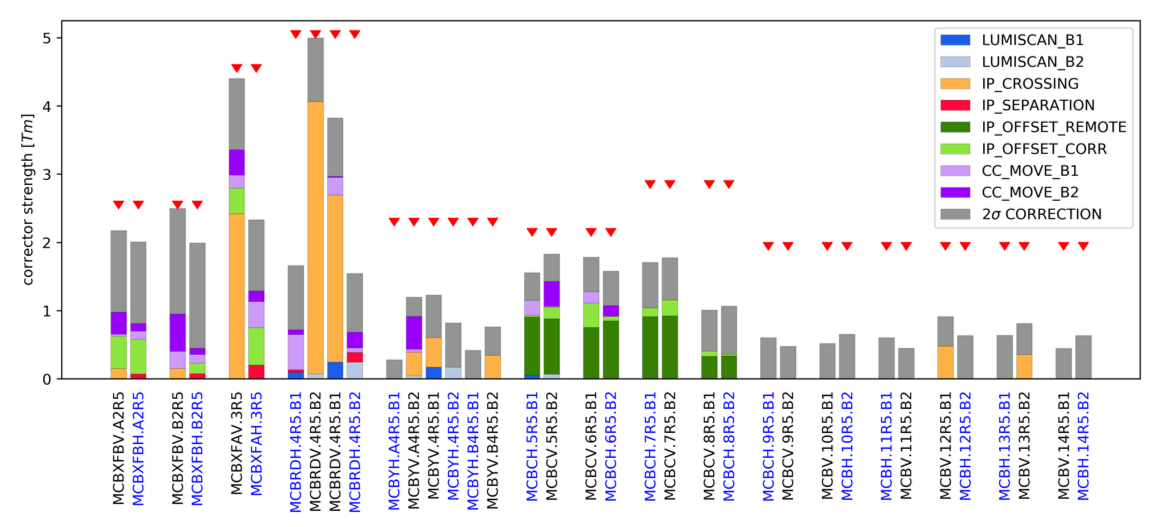 corrector strength [Tm]
5
4
3
2
1
0
LUMISCAN_B1
LUMISCAN_B2
IP_CROSSING
IP_SEPARATION
IP_OFFSET_REMOTE
IP_OFFSET_CORR
CC_MOVE_B1
CC_MOVE_B2
2σ CORRECTION
MCBXFBV.A2R5
MCBXFBH.A2R5
MCBXFBV.B2R5
MCBXFBH.B2R5
MCBXFAV.3R5
MCBXFAH.3R5
MCBRDH.4R5.B1
MCBRDV.4R5.B2
MCBRDV.4R5.B1
MCBRDH.4R5.B2
MCBYH.A4R5.B1
MCBYV.A4R5.B2
MCBYV.4R5.B1
MCBYH.4R5.B2
MCBYH.B4R5.B1
MCBYV.B4R5.B2
MCBCH.5R5.B1
MCBCV.5R5.B2
MCBCV.6R5.B1
MCBCH.6R5.B2
MCBCH.7R5.B1
MCBCV.7R5.B2
MCBCV.8R5.B1
MCBCH.8R5.B2
MCBCH.9R5.B1
MCBCV.9R5.B2
MCBV.10R5.B1
MCBH.10R5.B2
MCBH.11R5.B1
MCBV.11R5.B2
MCBV.12R5.B1
MCBH.12R5.B2
MCBH.13R5.B1
MCBV.13R5.B2
MCBV.14R5.B1
MCBH.14R5.B2